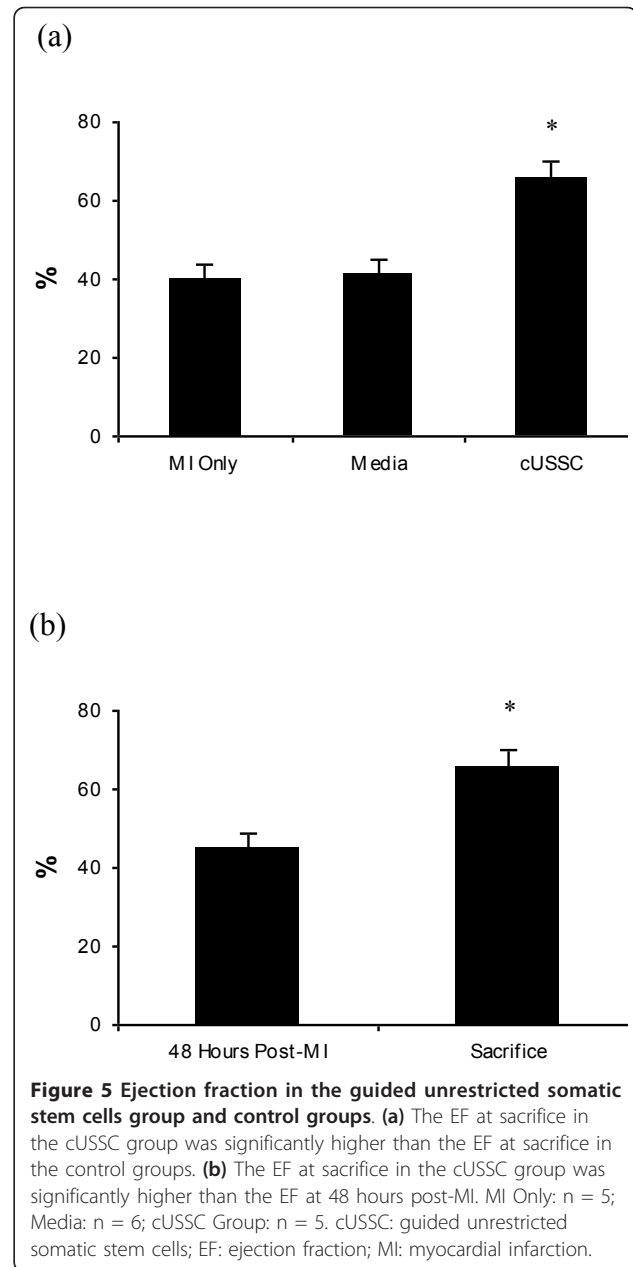 (a)
80
*
60
%
40
20
0
MI Only Media cUSSC
(b)
80
*
60
%
40
20
0
48 Hours Post-MI Sacrifice
Figure 5 Ejection fraction in the guided unrestricted somatic
stem cells group and control groups. (a) The EF at sacrifice in
the cUSSC group was significantly higher than the EF at sacrifice in
the control groups. (b) The EF at sacrifice in the cUSSC group was
significantly higher than the EF at 48 hours post-MI. MI Only: n = 5;
Media: n = 6; cUSSC Group: n = 5. cUSSC: guided unrestricted
somatic stem cells; EF: ejection fraction; MI: myocardial infarction.